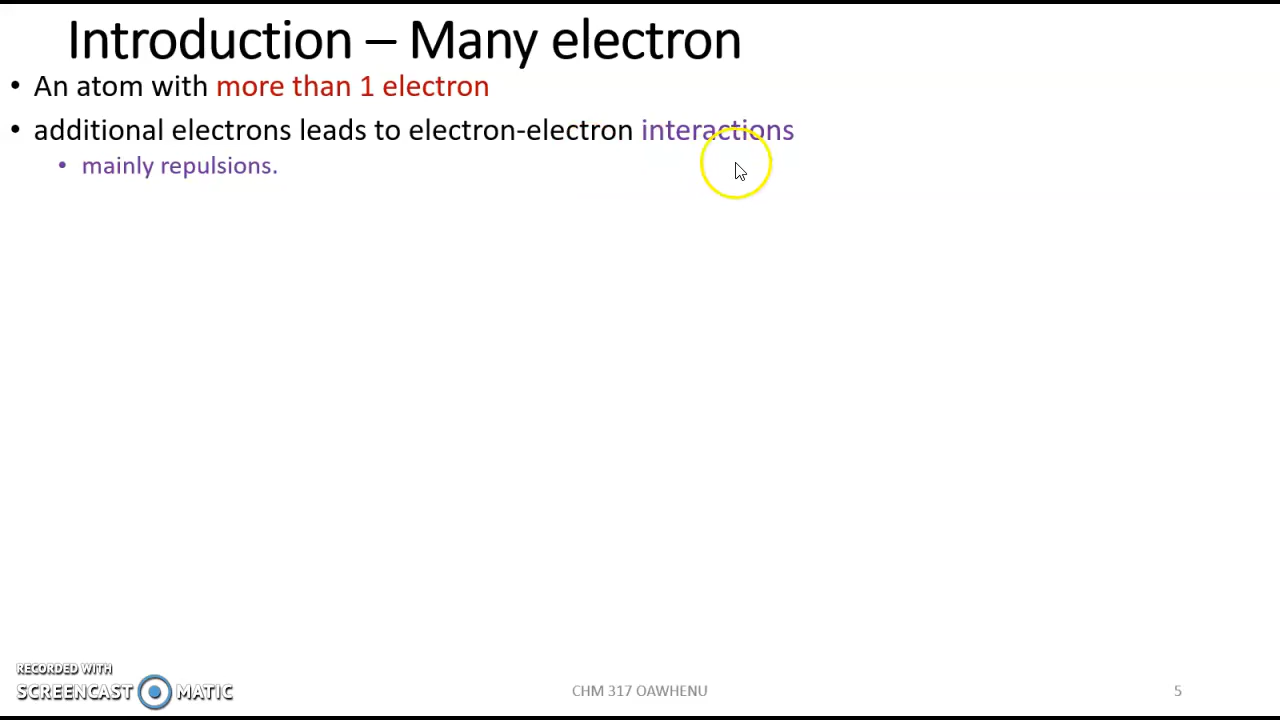 Introduction – Many electron
• An atom with more than 1 electron
• additional electrons leads to electron-electron interactions
• mainly repulsions.
RECORDED WITH
SCREENCAST MATIC
CHM 317 OAWHENU
5